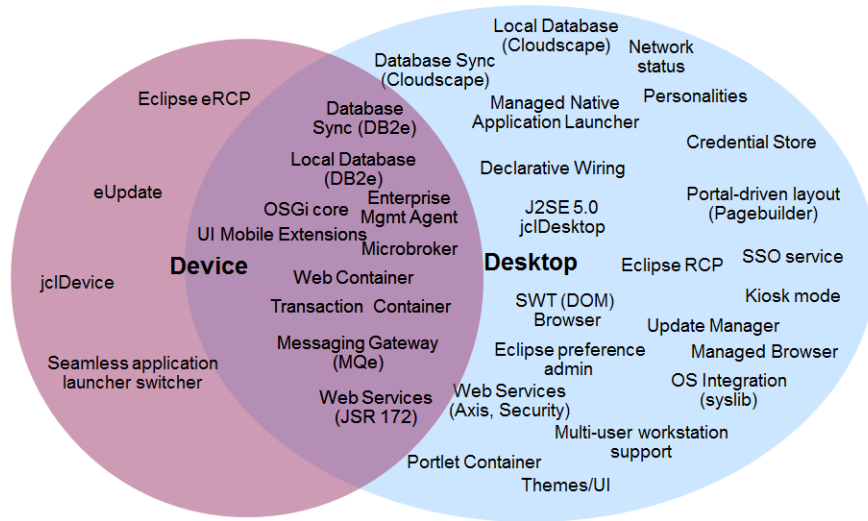 Eclipse eRCP
eUpdate
Device
jclDevice
Seamless application
launcher switcher
Database
Sync (DB2e)
Local Database
(DB2e)
OSGi core
Enterprise
Mgmt Agent
UI Mobile Extensions
Microbroker
Web Container
Transaction Container
Messaging Gateway
(MQe)
Web Services
(JSR 172)
Local Database
(Cloudscape)
Database Sync
(Cloudscape)
Network
status
Managed Native
Application Launcher
Personalities
Credential Store
Declarative Wiring
Portal-driven layout
(Pagebuilder)
J2SE 5.0
jclDesktop
Desktop
Eclipse RCP
SSO service
SWT (DOM)
Browser
Kiosk mode
Update Manager
Eclipse preference
admin
Managed Browser
Web Services
(Axis, Security)
OS Integration
(syslib)
Multi-user workstation
support
Portlet Container
Themes/UI